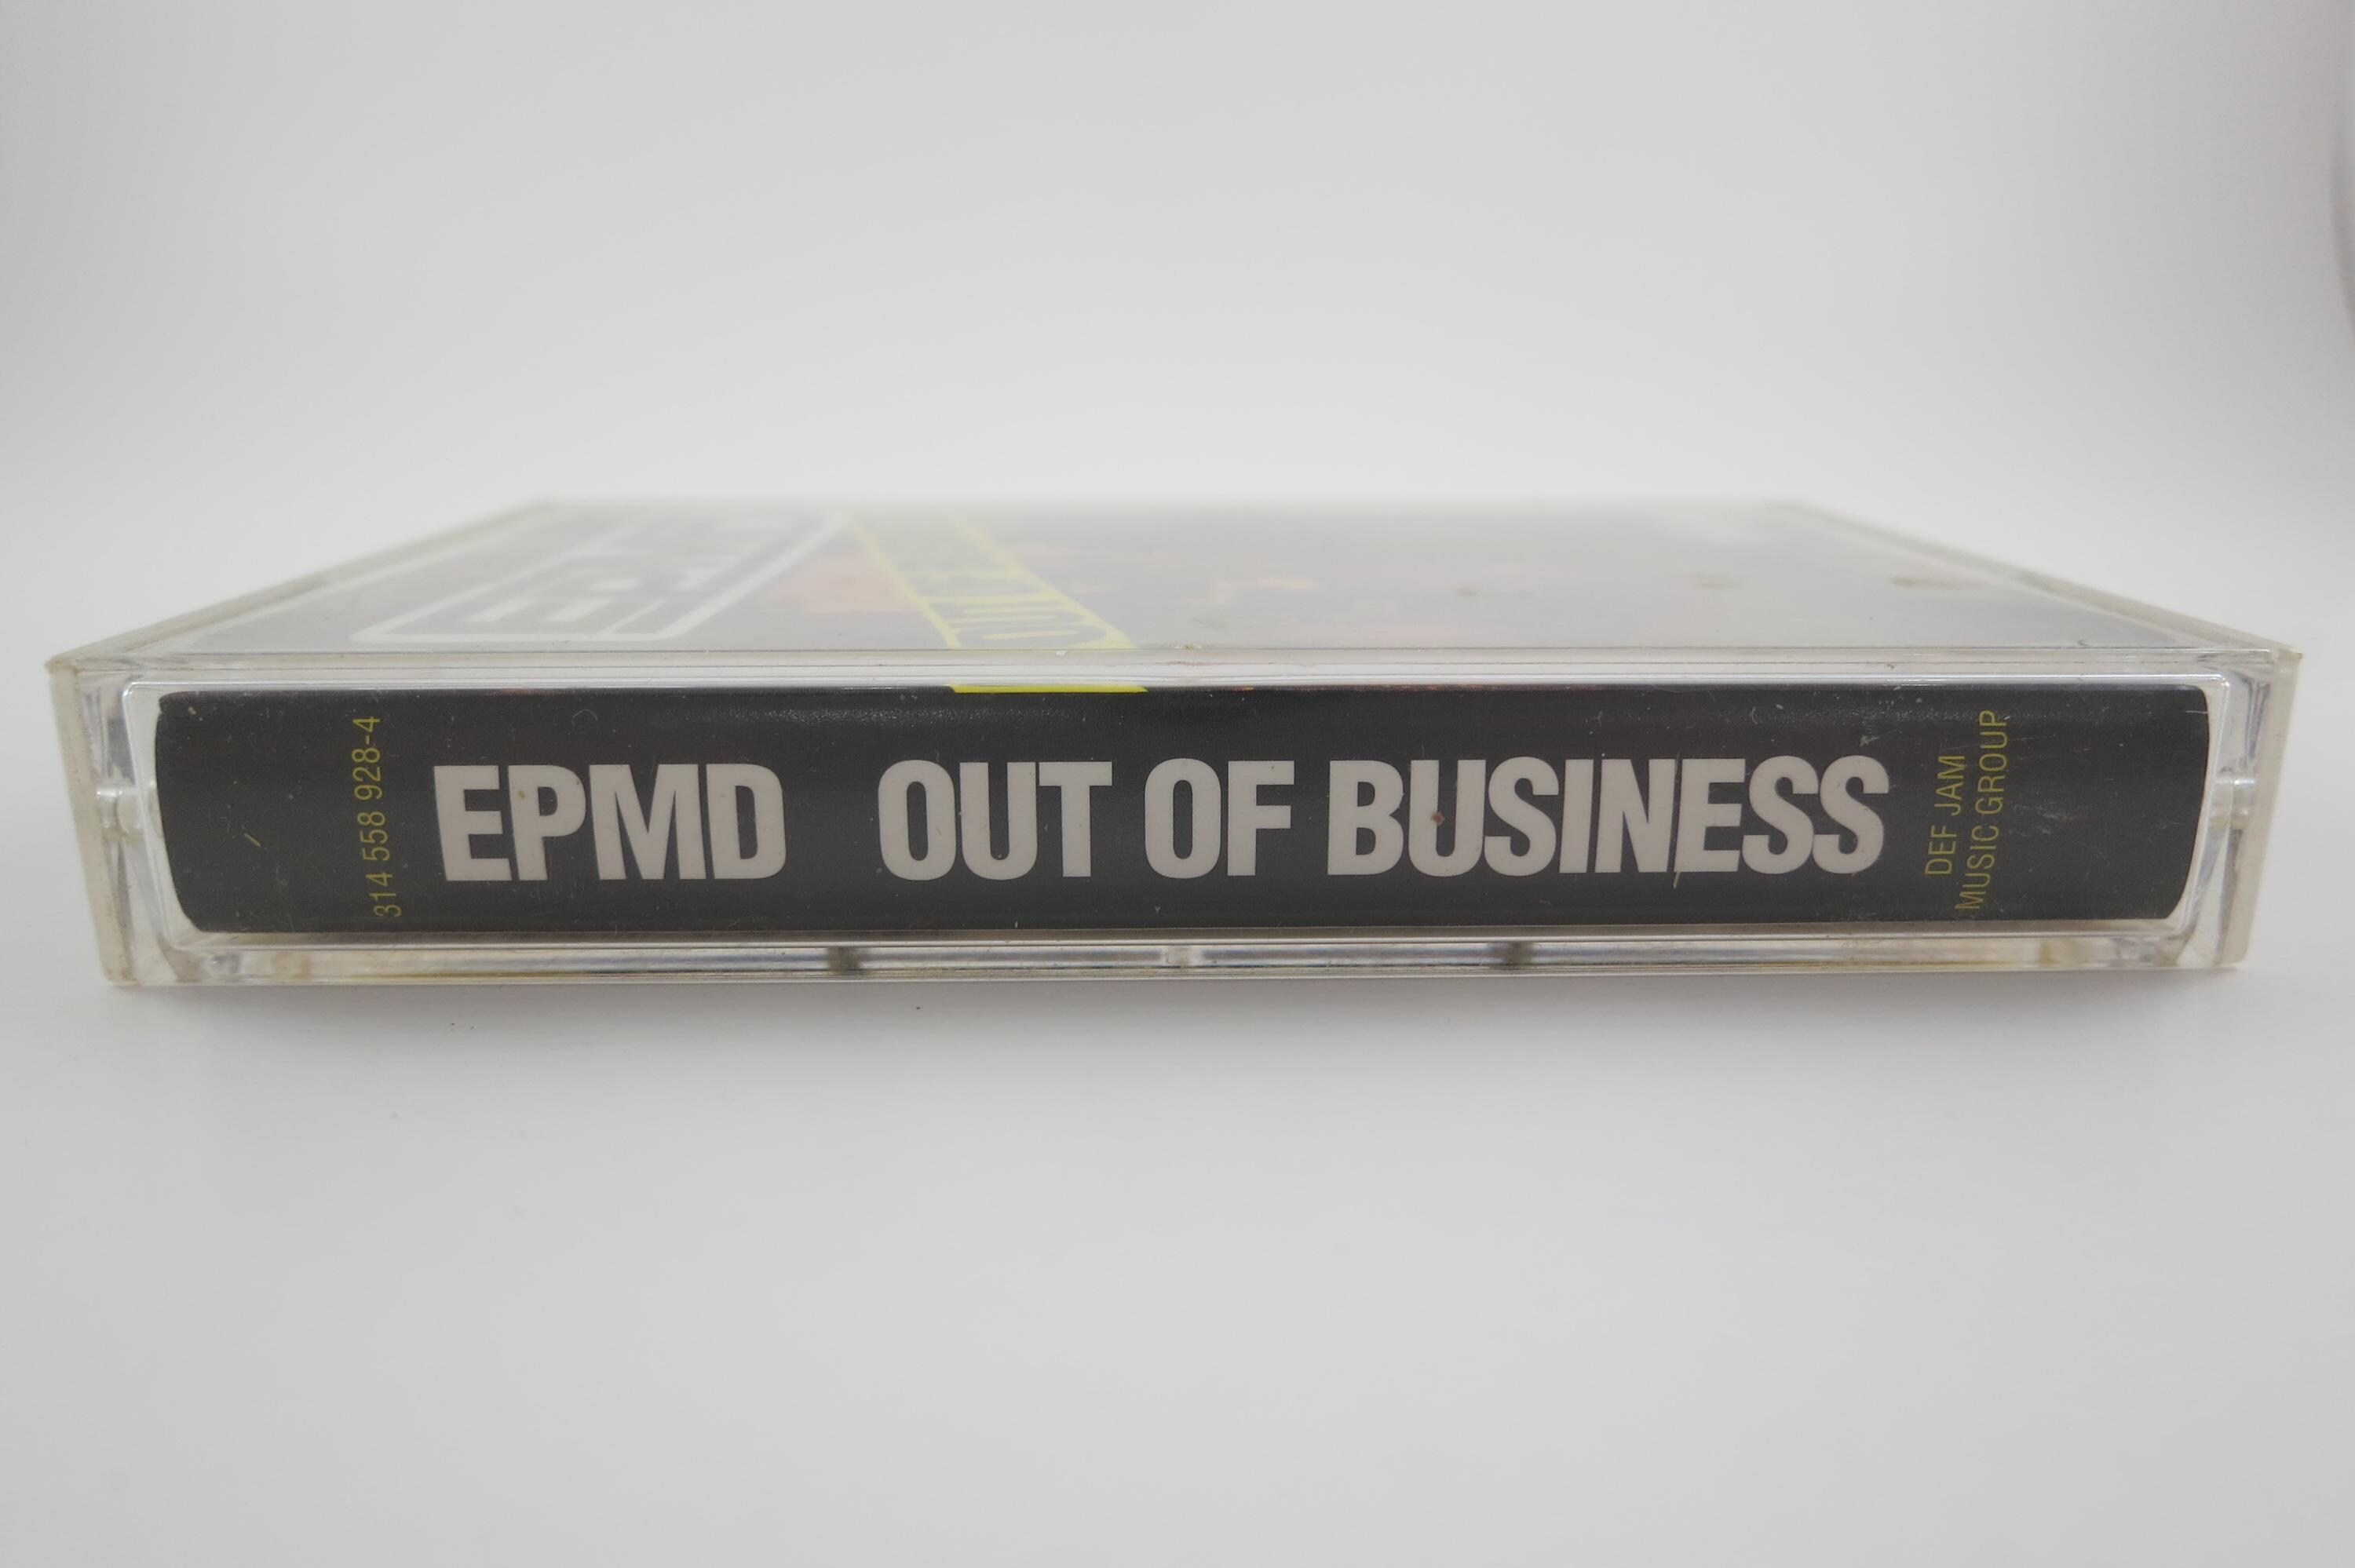 314 558 928-4
EPMD OUT OF BUSINESS
DEF JAM
MUSIC GROUP